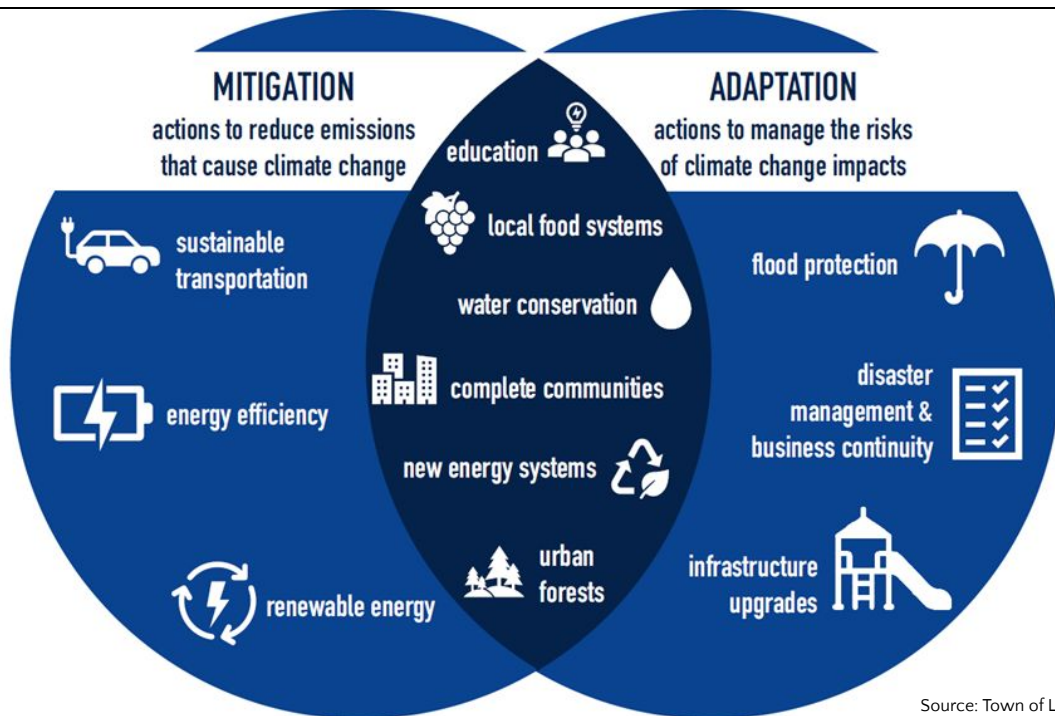 MITIGATION
actions to reduce emissions
that cause climate change
ADAPTATION
actions to manage the risks
of climate change impacts
education
local food systems
water conservation
complete communities
new energy systems
urban
forests
sustainable
transportation
energy efficiency
renewable energy
flood protection
disaster
management &
business continuity
infrastructure
upgrades
Source: Town of L